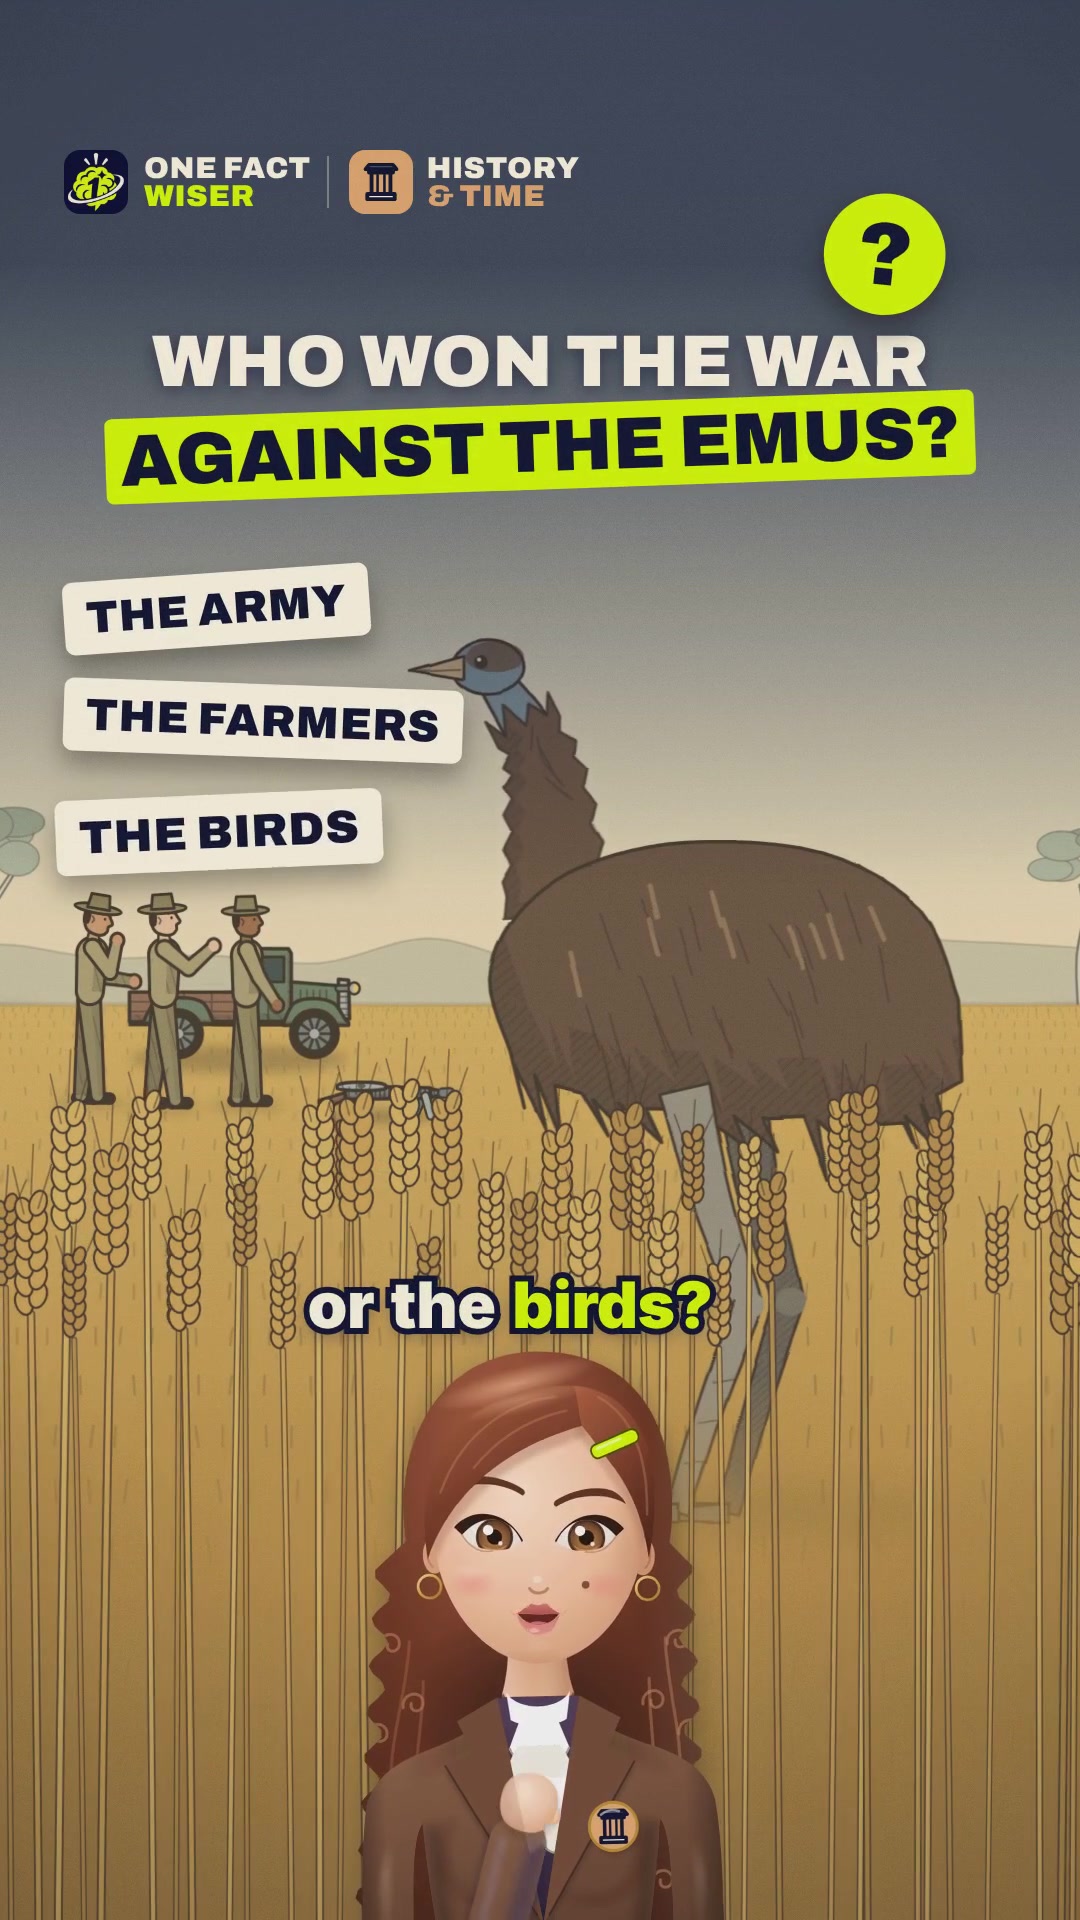 ONE FACT
WISER
HISTORY
& TIME
?
WHO WON THE WAR
AGAINST THE EMUS?
THE ARMY
THE FARMERS
THE BIRDS
or the birds?